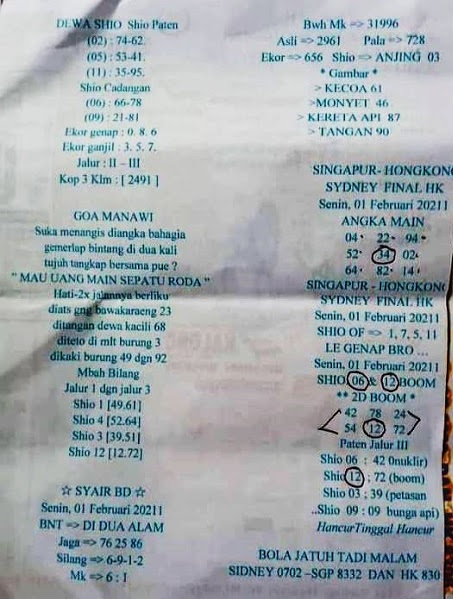 DEWA SHIO Shio Paten
(02) : 74-62.
(05) : 53-41.
(11) : 35-95.
Shio Cadangan
(06) : 66-78
(09) : 21-81
Ekor genap : 0. 8. 6
Ekor ganjil : 3. 5. 7.
Jalur : II – III
Kop 3 Klm : [ 2491 ]
GOA MANAWI
Suka menangis diangka bahagia
gemerlap bintang di dua kali
tujuh tangkap bersama pue ?
" MAU UANG MAIN SEPATU RODA "
Hati-2x jalannya berliku
diats gng bawakaraeng 23
ditangan dewa kacili 68
diteto di mlt burung 3
dikaki burung 49 dgn 92
Mbah Bilang
Jalur 1 dgn jalur 3
Shio 1 [49.61]
Shio 4 [52.64]
Shio 3 [39.51]
Shio 12 [12.72]
☆ SYAIR BD ☆
Senin, 01 Februari 20211
BNT => DI DUA ALAM
Jaga => 76 25 86
Silang => 6-9-1-2
Mk => 6 : 1
Bwh Mk => 31996
Asli => 2961 Pala => 728
Ekor => 656 Shio => ANJING 03
* Gambar *
> KECOA 61
>MONYET 46
> KERETA API 87
> TANGAN 90
SINGAPUR- HONGKONG
SYDNEY FINAL HK
Senin, 01 Februari 20211
ANGKA MAIN
04· 22· 94·
52· 34 02·
64· 82· 14·
SINGAPUR - HONGKONG
SYDNEY FINAL HK
Senin, 01 Februari 20211
SHIO OF => 1, 7, 5, 11
LE GENAP BRO ...
Senin, 01 Februari 20211
SHIO 06 & 12 BOOM
** 2D BOOM *
42 78 24
54 12 72
Paten Jalur III
Shio 06 : 42 0nuklir)
Shio 12 : 72 (boom)
Shio 03 : 39 (petasan
..Shio 09 : 09 bunga api)
HancurTinggal Hancur
BOLA JATUH TADI MALAM
SIDNEY 0702 –SGP 8332 DAN HK 830